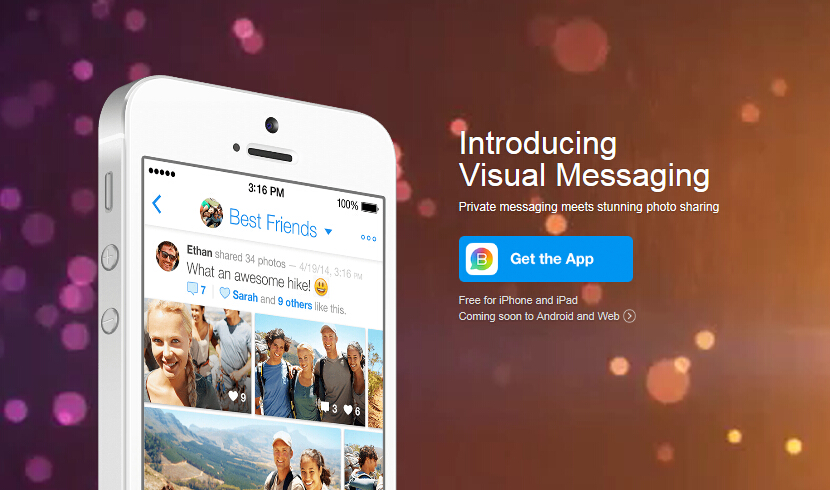 3:16 PM
100%
Best Friends
Ethan shared 34 photos — 4/19/14, 3:16 PM
What an awesome hike! 😃
7 Sarah and 9 others like this.
9
3 6
Introducing
Visual Messaging
Private messaging meets stunning photo sharing
B Get the App
Free for iPhone and iPad
Coming soon to Android and Web